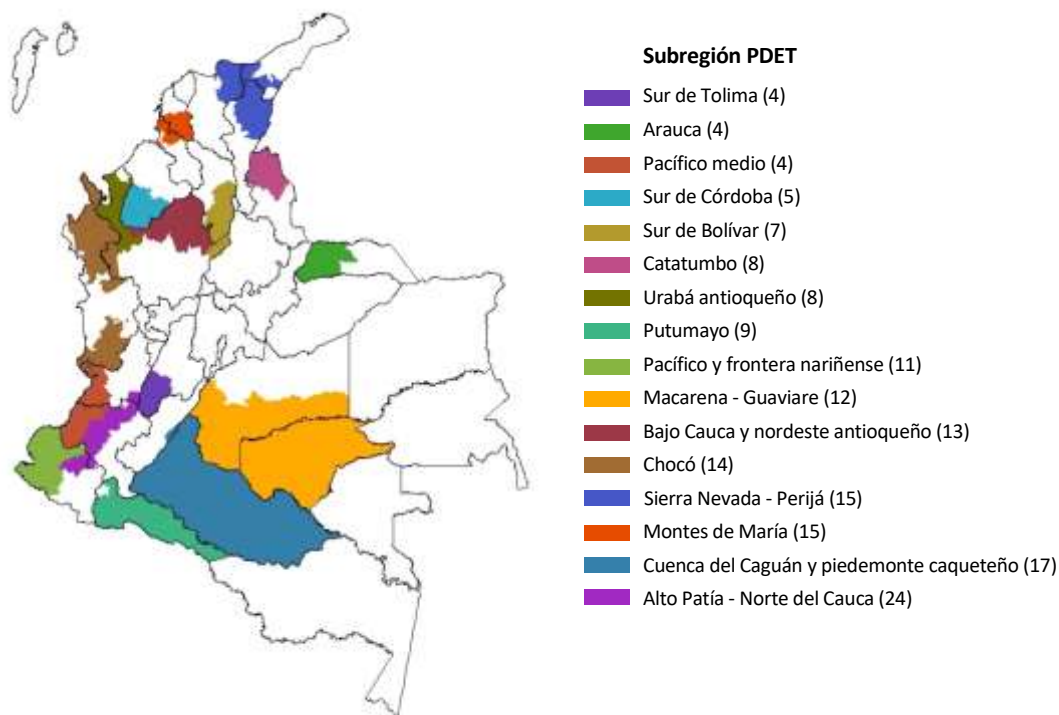 Subregión PDET
Sur de Tolima (4)
Arauca (4)
Pacífico medio (4)
Sur de Córdoba (5)
Sur de Bolívar (7)
Catatumbo (8)
Urabá antioqueño (8)
Putumayo (9)
Pacífico y frontera nariñense (11)
Macarena - Guaviare (12)
Bajo Cauca y nordeste antioqueño (13)
Chocó (14)
Sierra Nevada - Perijá (15)
Montes de María (15)
Cuenca del Caguán y piedemonte caqueteño (17)
Alto Patía - Norte del Cauca (24)